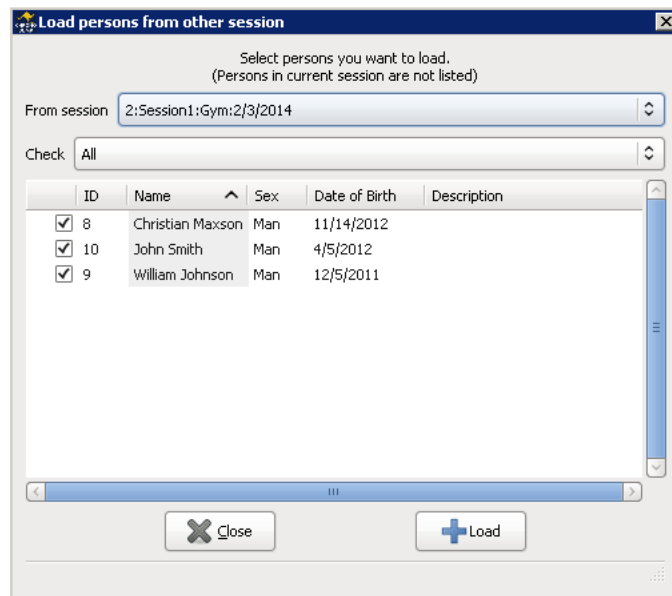 Load persons from other session
Select persons you want to load.
(Persons in current session are not listed)
From session 2:Session1:Gym:2/3/2014
Check All
ID Name Sex Date of Birth Description
8 Christian Maxson Man 11/14/2012
10 John Smith Man 4/5/2012
9 William Johnson Man 12/5/2011
Close Load